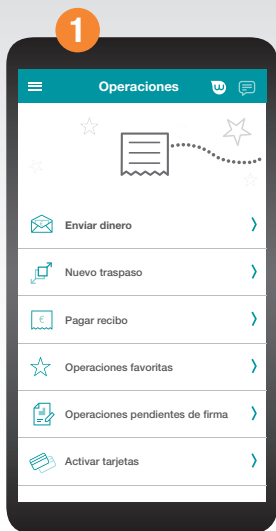 1
Operaciones
Enviar dinero
Nuevo traspaso
€
Pagar recibo
Operaciones favoritas
Operaciones pendientes de firma
Activar tarjetas